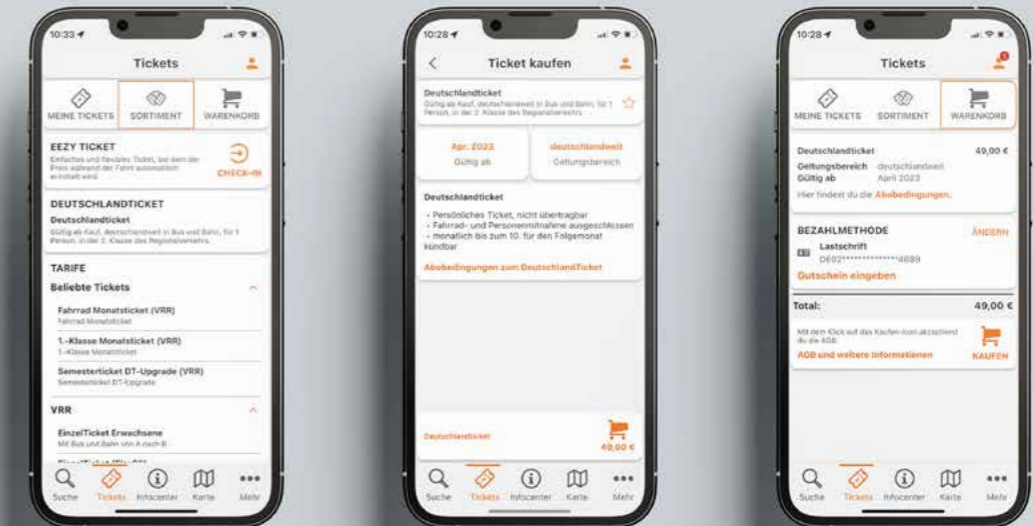 10:33
Tickets
MEINE TICKETS
SORTIMENT
WARENKORB
EEZY TICKET
Einfaches und flexibles Ticket, bei dem der
Preis während der Fahrt automatisch
ermittelt wird
CHECK-IN
DEUTSCHLANDTICKET
Deutschlandticket
Gültig ab Kauf, deutschlandweit in Bus und Bahn, für 1
Person, in der 2. Klasse des Regionalverkehrs.
TARIFE
Beliebte Tickets
Fahrrad Monatsticket (VRR)
Fahrrad Monatsticket
1.-Klasse Monatsticket (VRR)
1.-Klasse Monatsticket
Semesterticket DT-Upgrade (VRR)
Semesterticket DT-Upgrade
VRR
EinzelTicket Erwachsene
Mit Bus und Bahn von A nach B
Suche
Tickets
Infocenter
Karte
Mehr
10:28
Ticket kaufen
Deutschlandticket
Gültig ab Kauf, deutschlandweit in Bus und Bahn, für 1
Person, in der 2. Klasse des Regionalverkehrs.
Apr. 2023
Gültig ab
deutschlandweit
Geltungsbereich
Deutschlandticket
- Persönliches Ticket, nicht übertragbar
- Fahrrad- und Personenmitnahme ausgeschlossen
- monatlich bis zum 10. für den Folgemonat
kündbar
Abobedingungen zum DeutschlandTicket
Deutschlandticket
49,00 €
Suche
Tickets
Infocenter
Karte
Mehr
10:28
Tickets
1
MEINE TICKETS
SORTIMENT
WARENKORB
Deutschlandticket 49,00 €
Geltungsbereich deutschlandweit
Gültig ab April 2023
Hier findest du die Abobedingungen.
BEZAHLMETHODE ÄNDERN
Lastschrift
DE02**************4689
Gutschein eingeben
Total: 49,00 €
Mit dem Klick auf das Kaufen-Icon akzeptierst
du die AGB.
AGB und weitere Informationen
KAUFEN
Suche
Tickets
Infocenter
Karte
Mehr